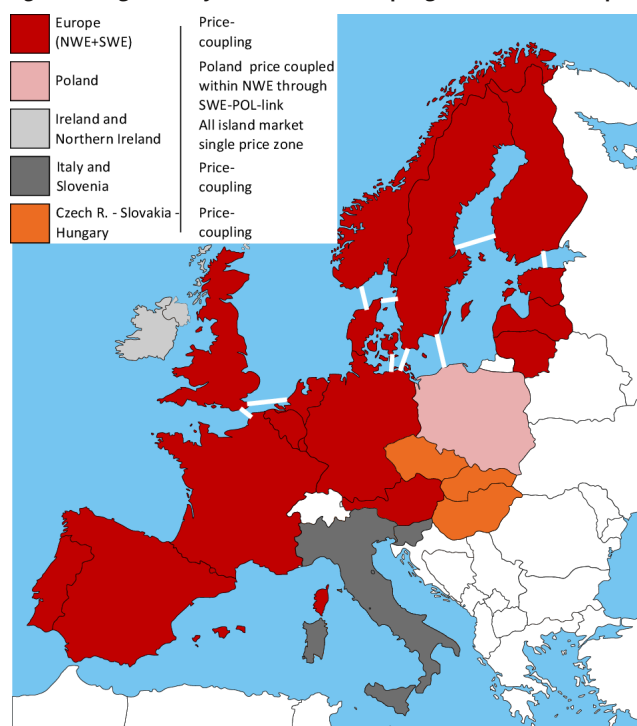 Europe
(NWE+SWE)
Price-
coupling
Poland
Poland price coupled
within NWE through
SWE-POL-link
Ireland and
Northern Ireland
All island market
single price zone
Italy and
Slovenia
Price-
coupling
Czech R. - Slovakia -
Hungary
Price-
coupling